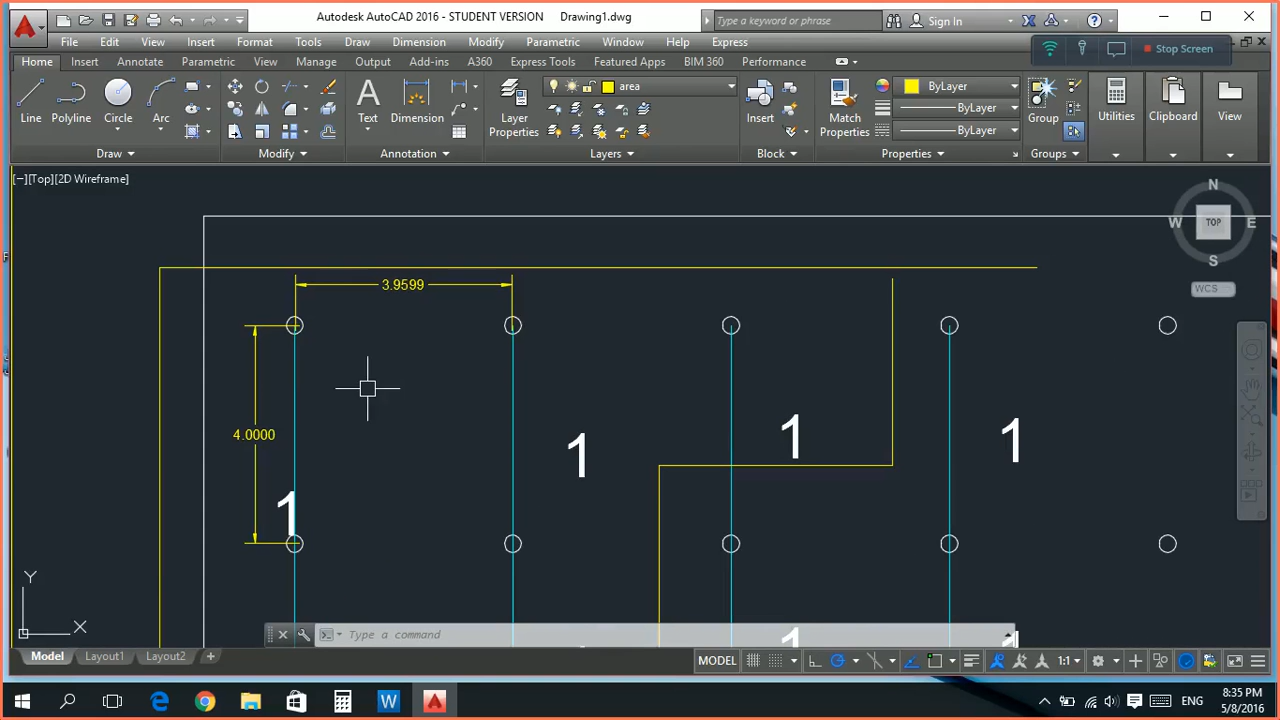 Autodesk AutoCAD 2016 - STUDENT VERSION Drawing1.dwg Type a keyword or phrase Sign In
File Edit View Insert Format Tools Draw Dimension Modify Parametric Window Help Express
Stop Screen
Home Insert Annotate Parametric View Manage Output Add-ins A360 Express Tools Featured Apps BIM 360 Performance
area
ByLayer
ByLayer
ByLayer
Line Polyline Circle Arc
Text Dimension
Layer
Properties
Insert
Match
Properties
Group
Utilities
Clipboard
View
Draw Modify Annotation Layers Block Properties Groups
[−][Top][2D Wireframe]
N
W TOP E
S
WCS
3.9599
4.0000
1
1
1
1
Y
X
Type a command
Model Layout1 Layout2 +
MODEL 1:1
W
ENG
8:35 PM
5/8/2016